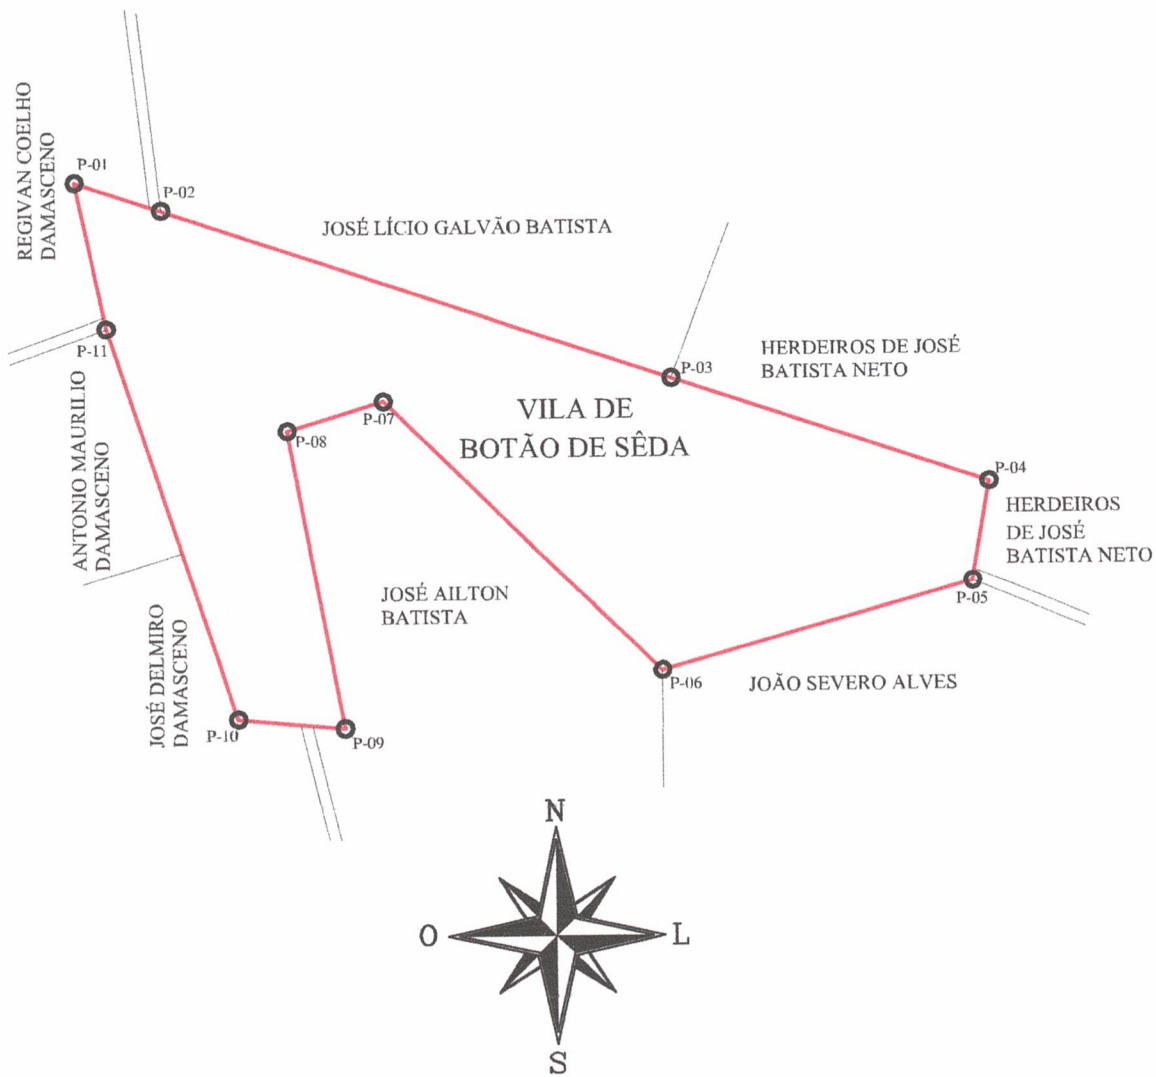 REGIVAN COELHO
DAMASCENO
P-01
P-02
JOSÉ LÍCIO GALVÃO BATISTA
P-11
P-03
HERDEIROS DE JOSÉ
BATISTA NETO
VILA DE
BOTÃO DE SÊDA
P-07
P-08
P-04
HERDEIROS
DE JOSÉ
BATISTA NETO
ANTONIO MAURILIO
DAMASCENO
P-05
JOSÉ AILTON
BATISTA
P-06
JOÃO SEVERO ALVES
JOSÉ DELMIRO
DAMASCENO
P-10
P-09
N
O
L
S